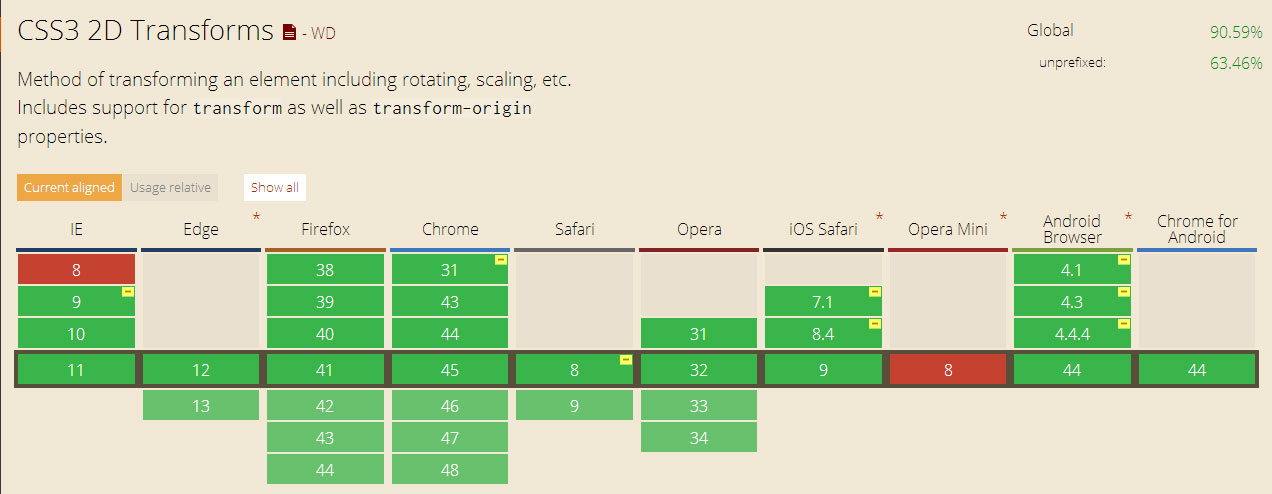 CSS3 2D Transforms - WD
Global 90.59%
unprefixed: 63.46%
Method of transforming an element including rotating, scaling, etc.
Includes support for transform as well as transform-origin
properties.
Current aligned Usage relative Show all
IE Edge * Firefox Chrome Safari Opera iOS Safari * Opera Mini * Android Browser * Chrome for Android
8 38 31 4.1
9 39 43 7.1 4.3
10 40 44 31 8.4 4.4.4
11 12 41 45 8 32 9 8 44 44
13 42 46 9 33
43 47 34
44 48